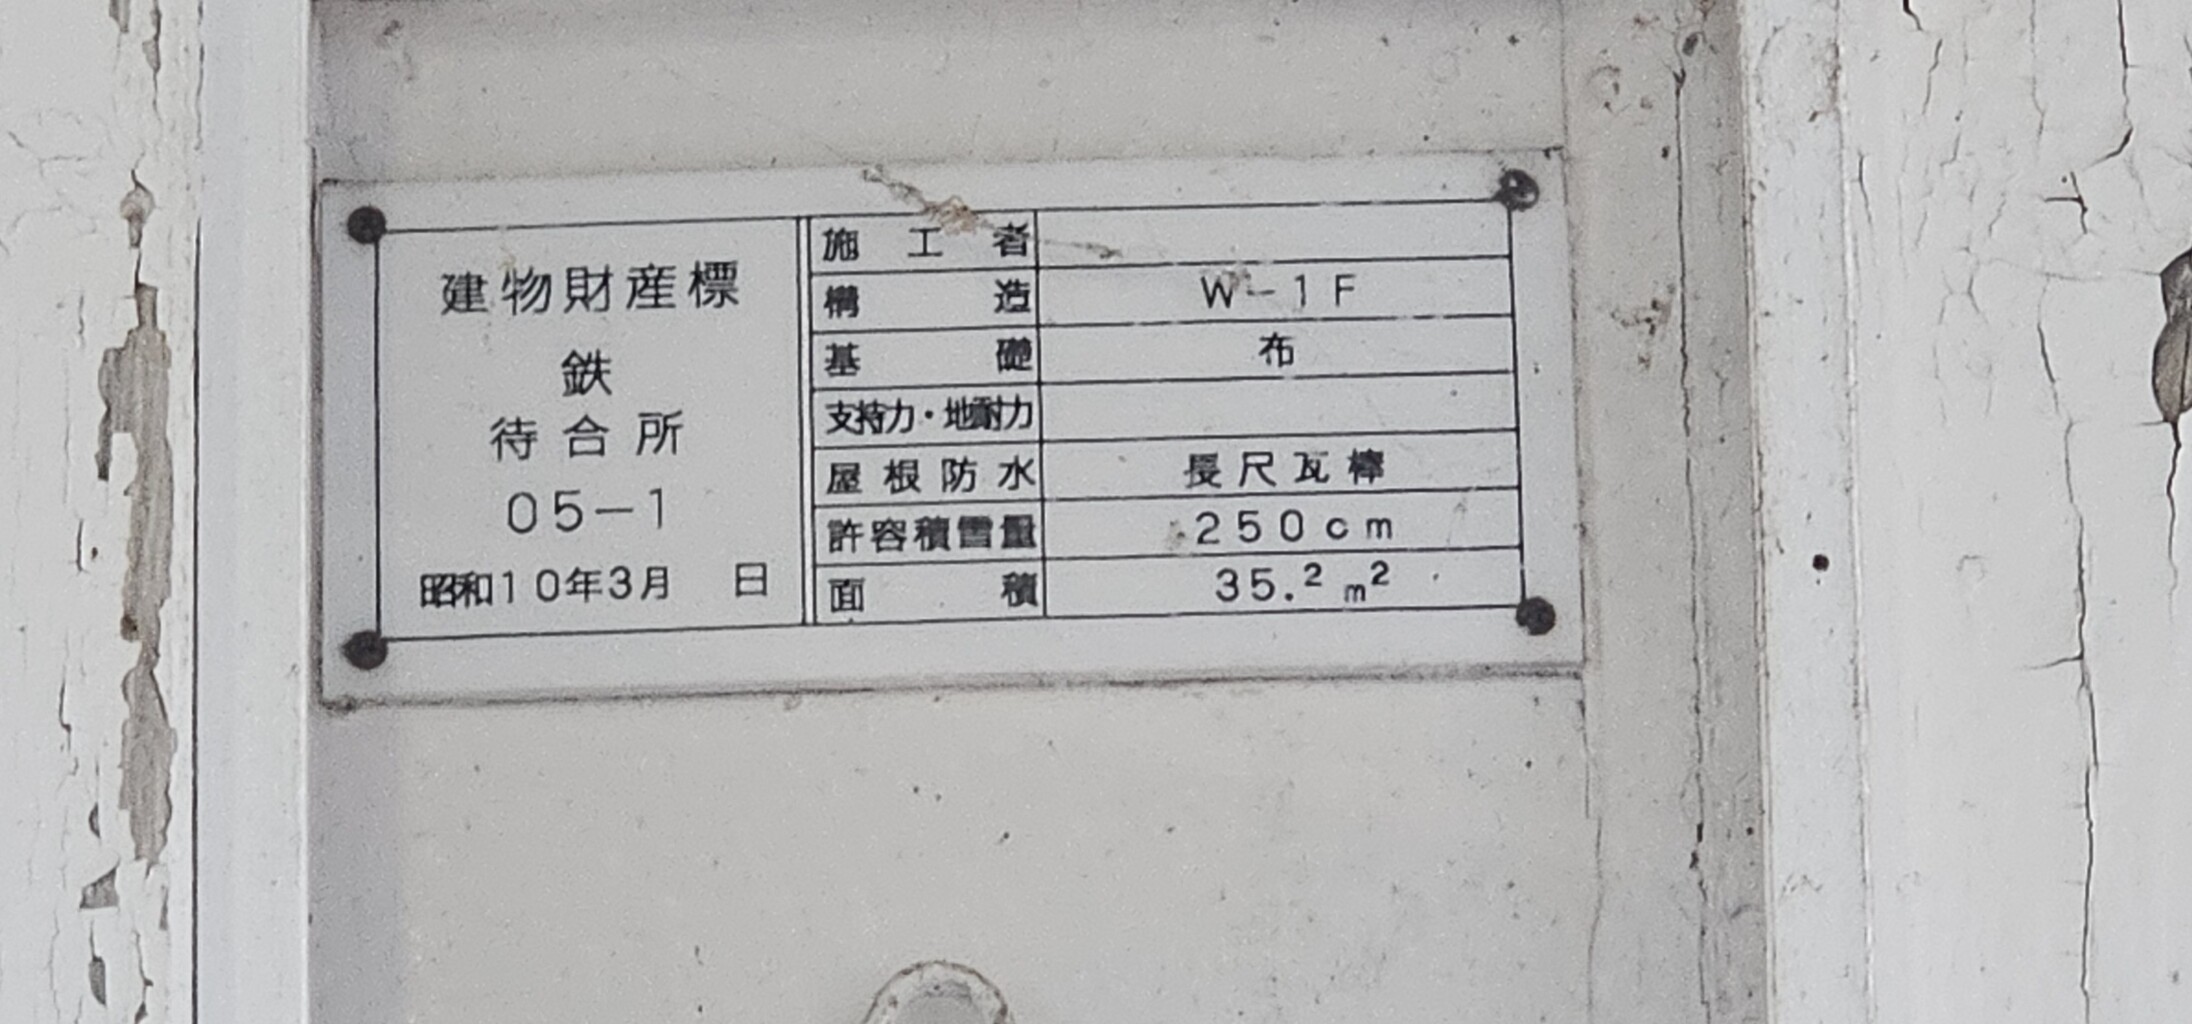 建物財産標
鉄
待合所
05-1
昭和10年3月 日
施工者
構造 W-1F
基礎 布
支持力・地耐力
屋根防水 長尺瓦棒
許容積雪量 250cm
面積 35.2 m²